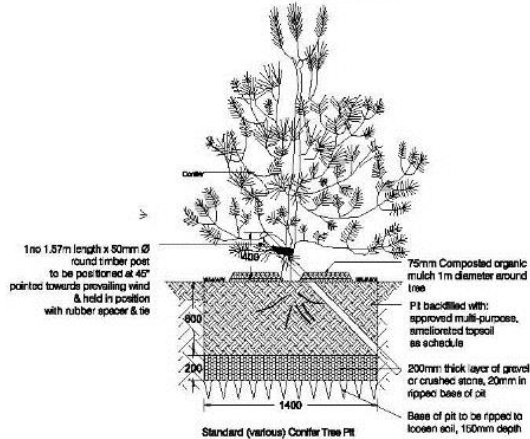 Conifer
1no 1.57m length x 50mm Ø
round timber post
to be positioned at 45°
pointed towards prevailing wind
& held in position
with rubber spacer & tie
400
75mm Composted organic
mulch 1m diameter around
tree
Pit backfilled with:
approved multi-purpose,
ameliorated topsoil
as schedule
600
200mm thick layer of gravel
or crushed stone, 20mm in
ripped base of pit
200
1400
Base of pit to be ripped to
loosen soil, 150mm depth
Standard (various) Conifer Tree Pit